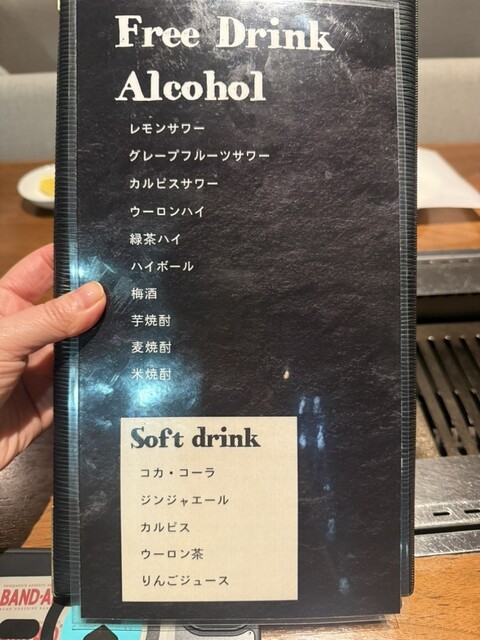 Free Drink
Alcohol
レモンサワー
グレープフルーツサワー
カルピスサワー
ウーロンハイ
緑茶ハイ
ハイボール
梅酒
芋焼酎
麦焼酎
米焼酎
Soft drink
コカ・コーラ
ジンジャエール
カルピス
ウーロン茶
りんごジュース
BAND-A